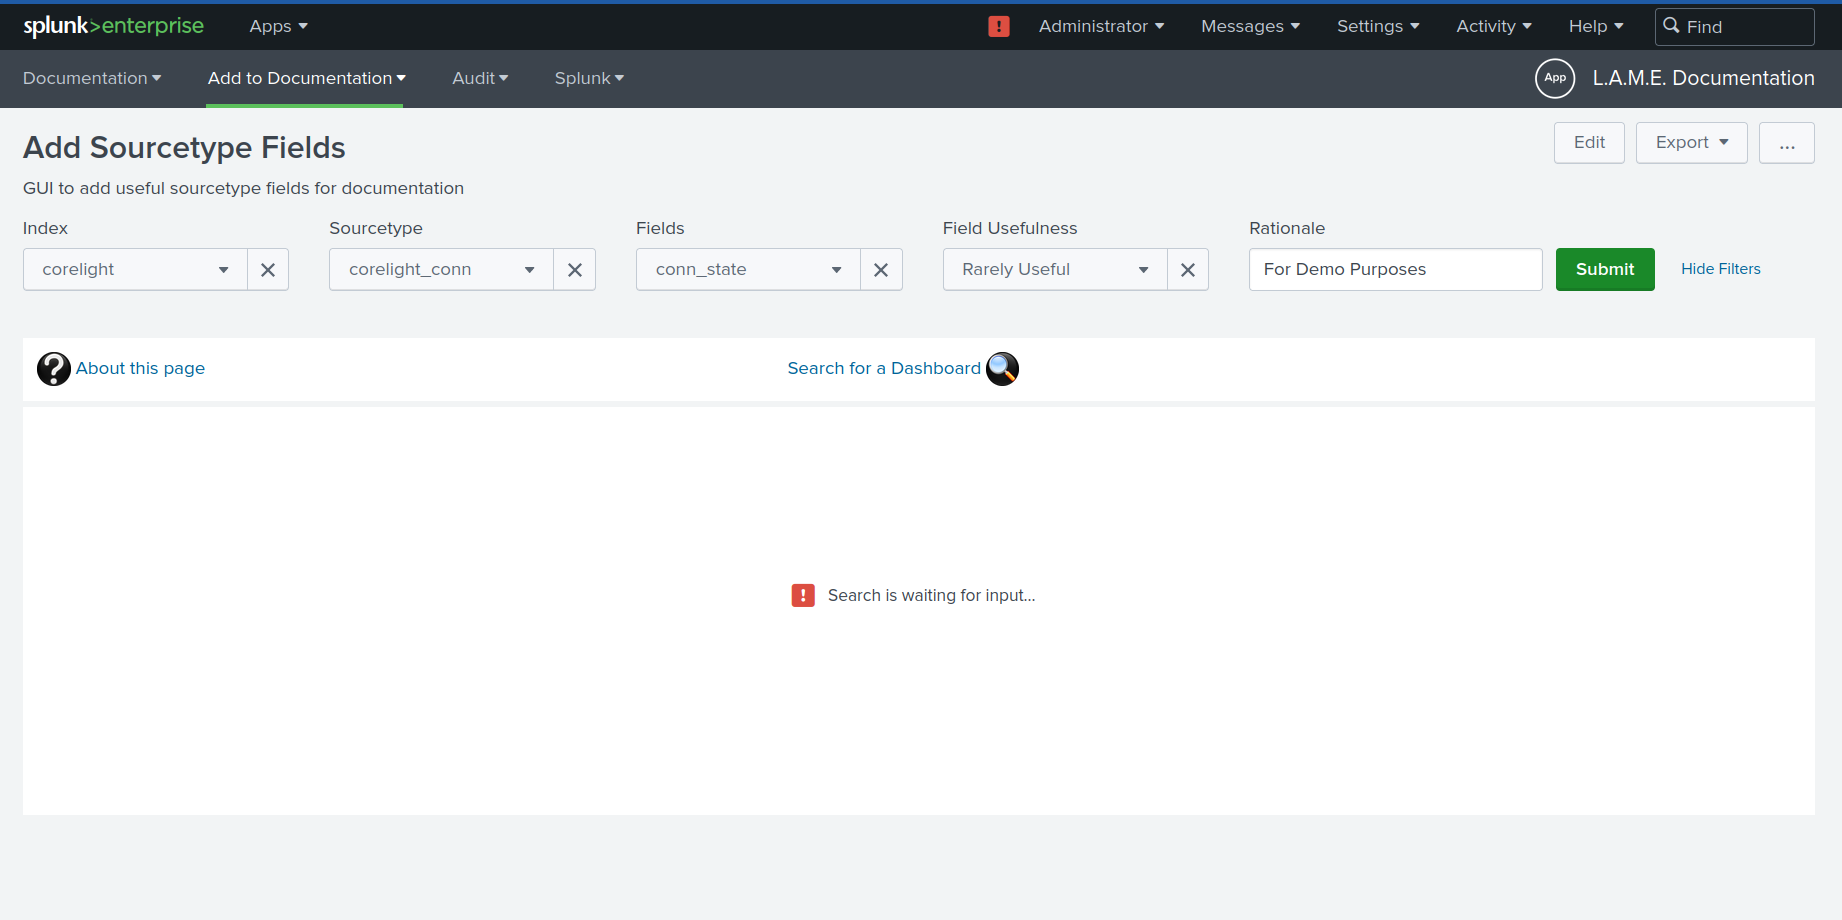 splunk>enterprise Apps ! Administrator Messages Settings Activity Help Find
Documentation Add to Documentation Audit Splunk App L.A.M.E. Documentation
Add Sourcetype Fields Edit Export ...
GUI to add useful sourcetype fields for documentation
Index Sourcetype Fields Field Usefulness Rationale
corelight corelight_conn conn_state Rarely Useful For Demo Purposes Submit Hide Filters
? About this page Search for a Dashboard
! Search is waiting for input...